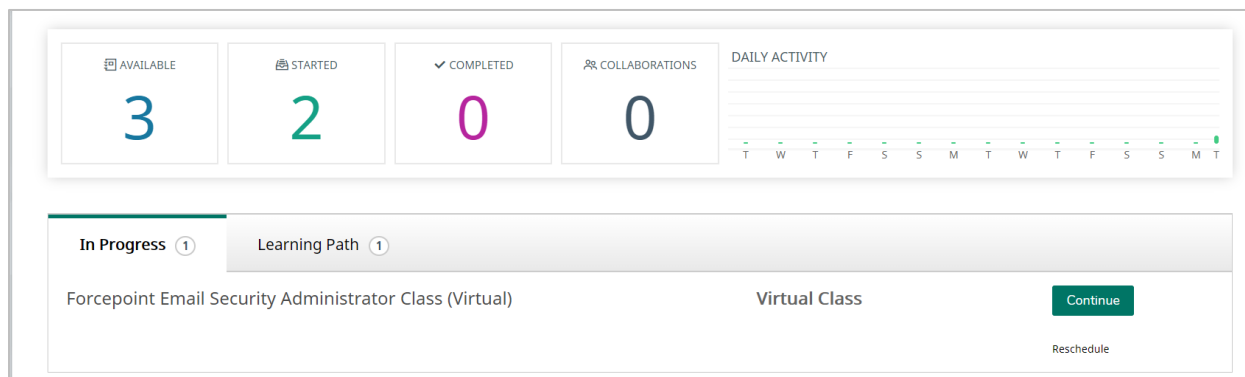 AVAILABLE
3
STARTED
2
COMPLETED
0
COLLABORATIONS
0
DAILY ACTIVITY
T W T F S S M T W T F S S M T
In Progress 1
Learning Path 1
Forcepoint Email Security Administrator Class (Virtual) Virtual Class Continue
Reschedule